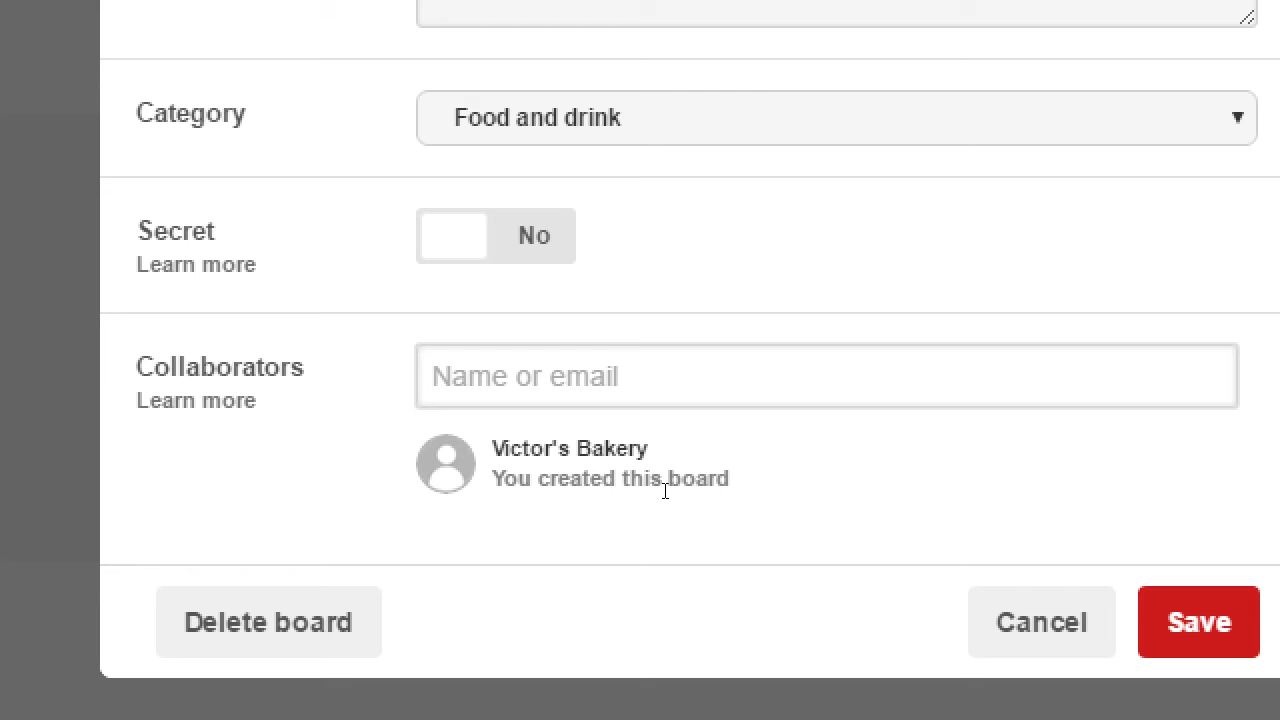 Category
Food and drink
Secret
No
Learn more
Collaborators
Name or email
Learn more
Victor's Bakery
You created this board
Delete board
Cancel
Save